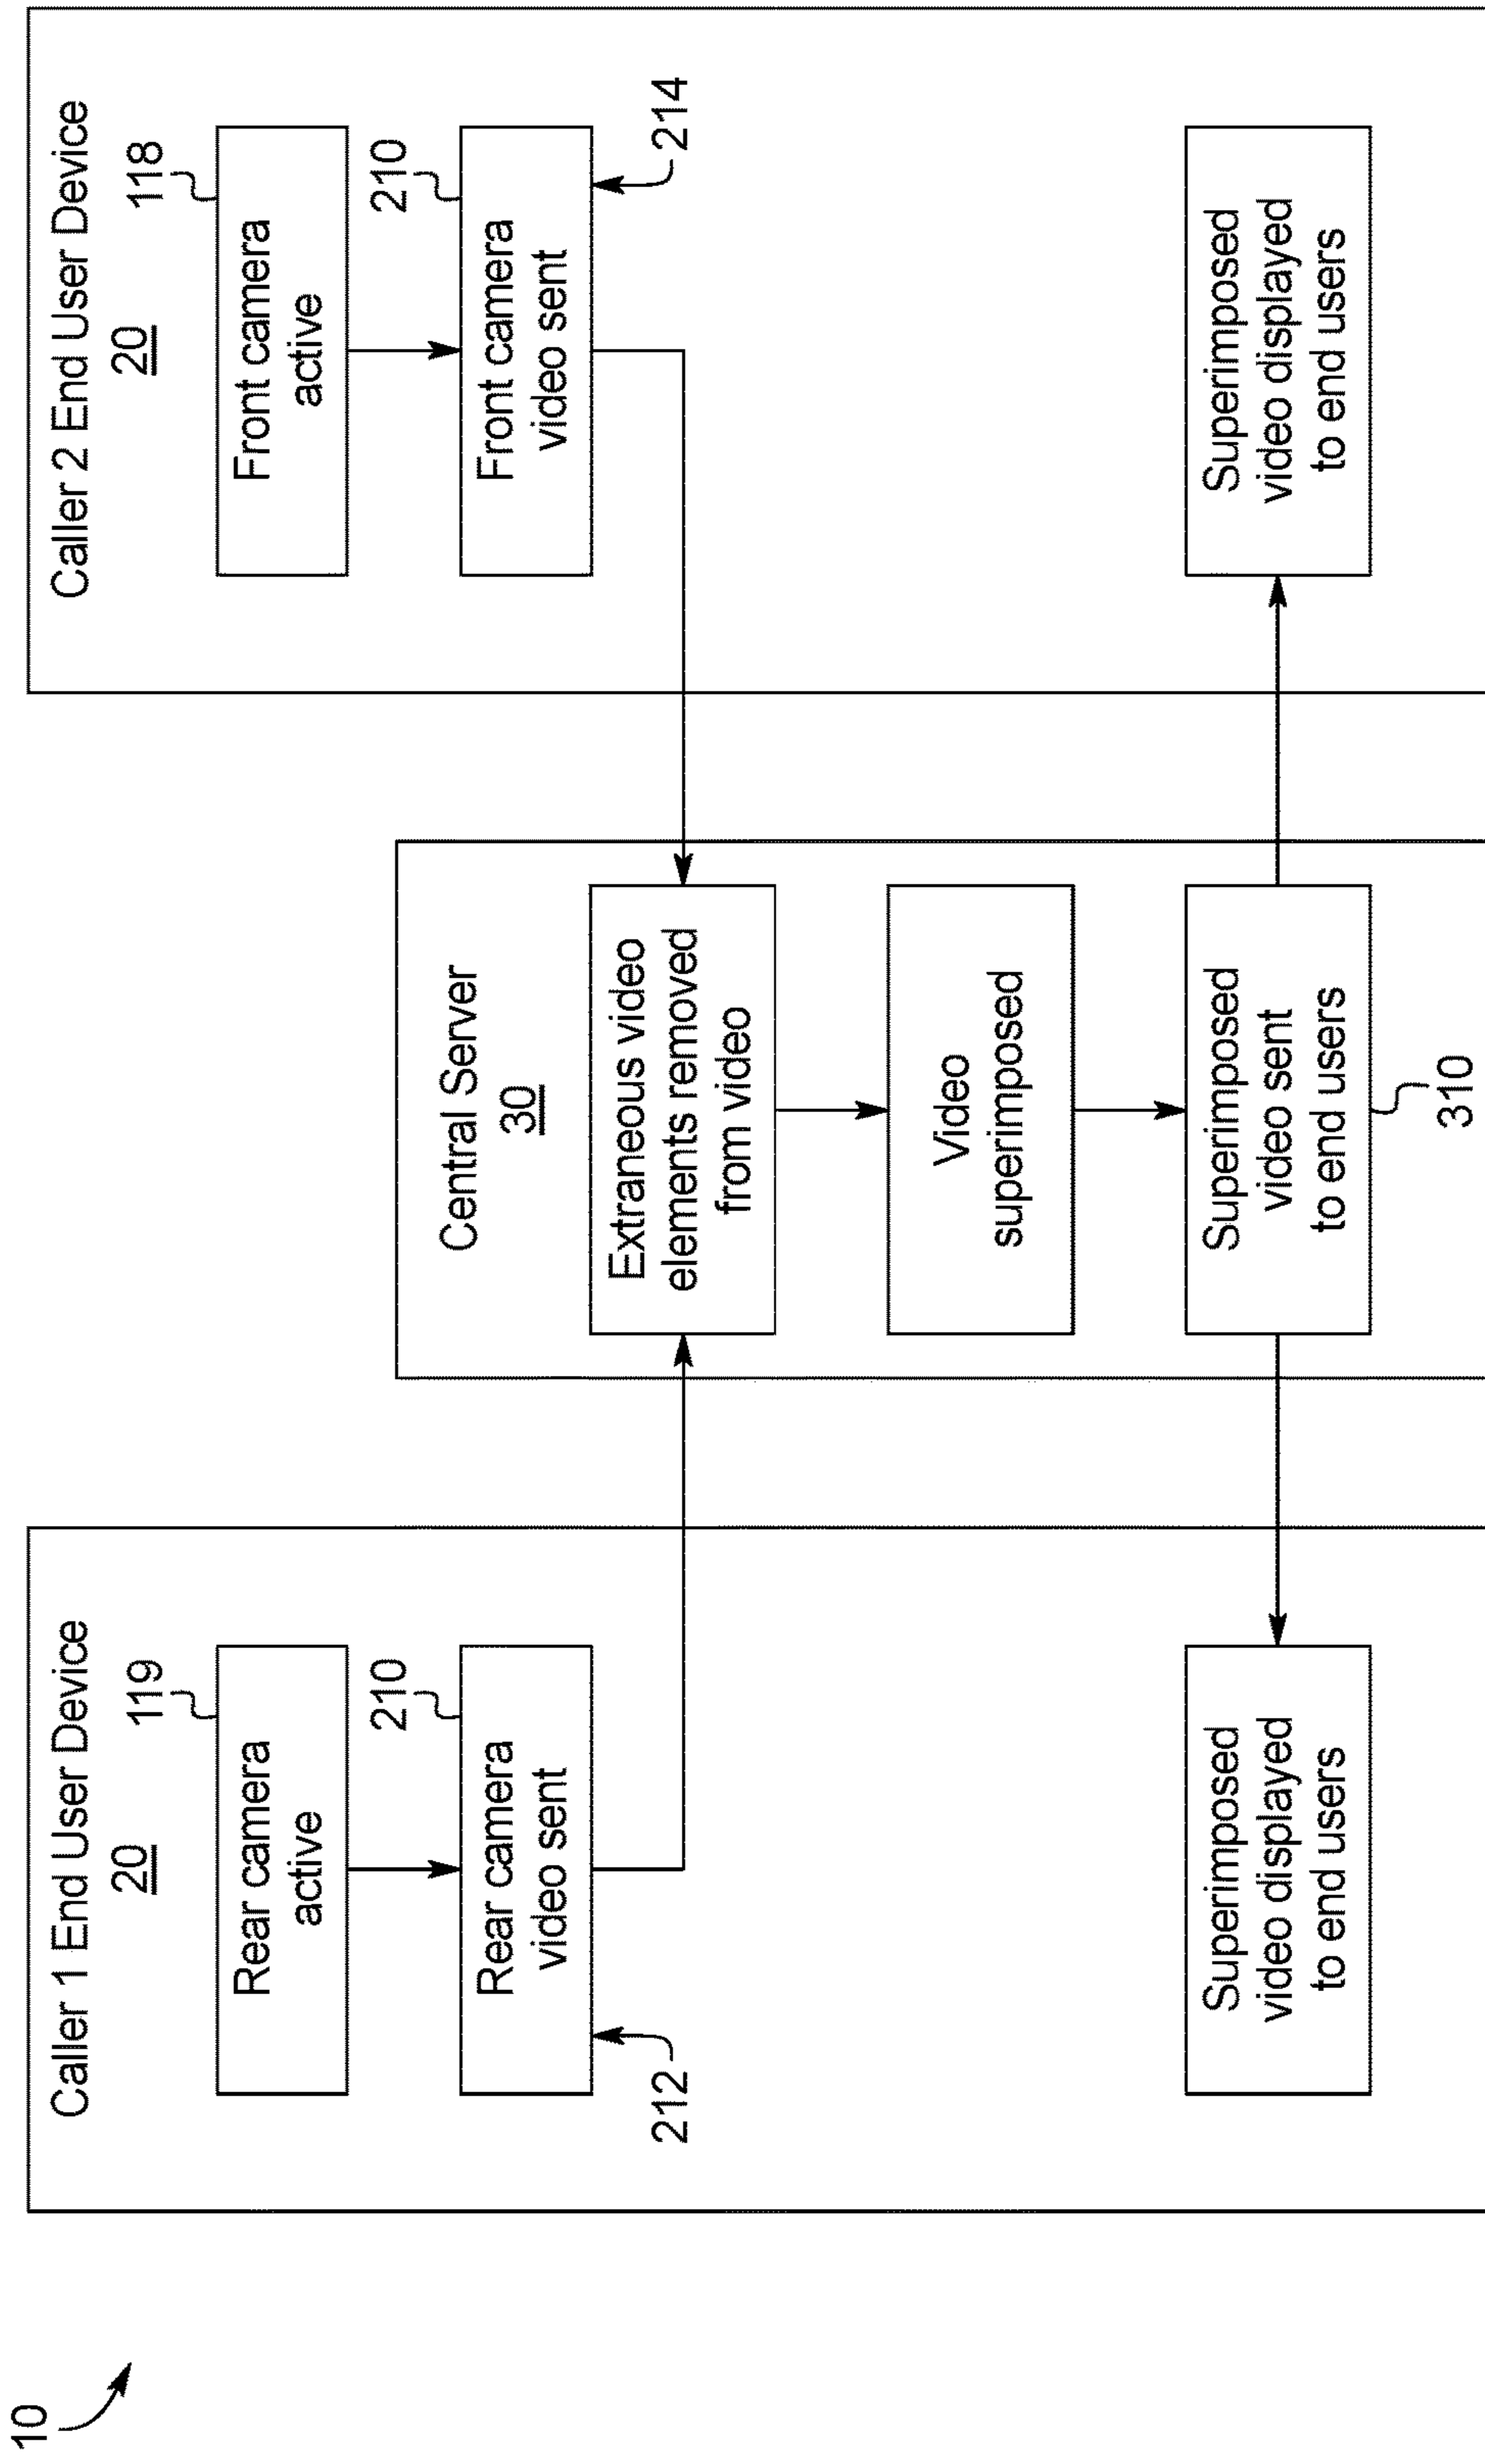 10
Caller 1 End User Device
20
119
Rear camera
active
210
Rear camera
video sent
212
Superimposed
video displayed
to end users
Central Server
30
Extraneous video
elements removed
from video
Video
superimposed
Superimposed
video sent
to end users
310
Caller 2 End User Device
20
118
Front camera
active
210
Front camera
video sent
214
Superimposed
video displayed
to end users